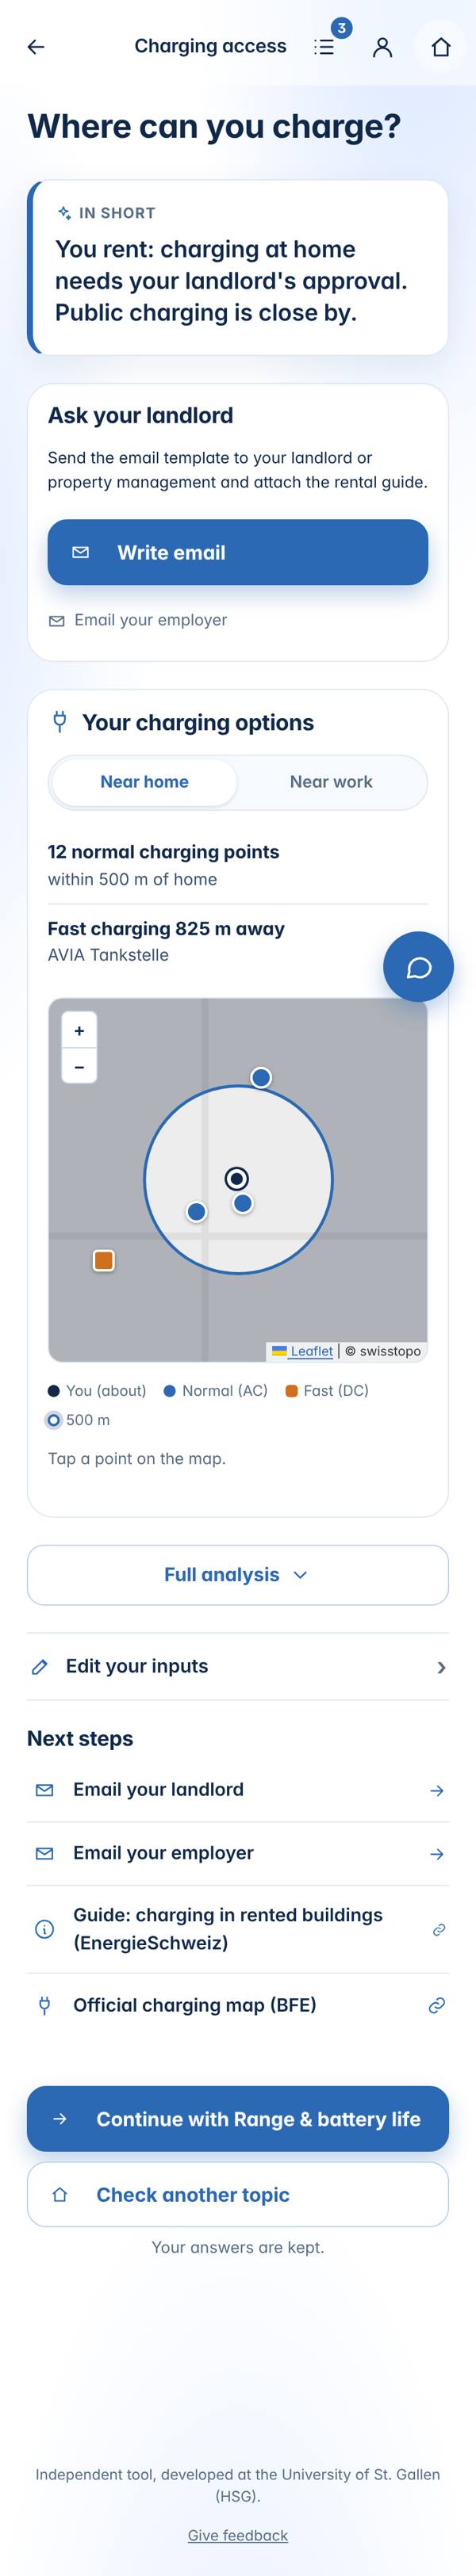 Charging access
3
Where can you charge?
IN SHORT
You rent: charging at home
needs your landlord's approval.
Public charging is close by.
Ask your landlord
Send the email template to your landlord or
property management and attach the rental guide.
Write email
Email your employer
Your charging options
Near home
Near work
12 normal charging points
within 500 m of home
Fast charging 825 m away
AVIA Tankstelle
+
−
Leaflet | © swisstopo
You (about)
Normal (AC)
Fast (DC)
500 m
Tap a point on the map.
Full analysis
Edit your inputs
Next steps
Email your landlord
Email your employer
Guide: charging in rented buildings
(EnergieSchweiz)
Official charging map (BFE)
Continue with Range & battery life
Check another topic
Your answers are kept.
Independent tool, developed at the University of St. Gallen
(HSG).
Give feedback